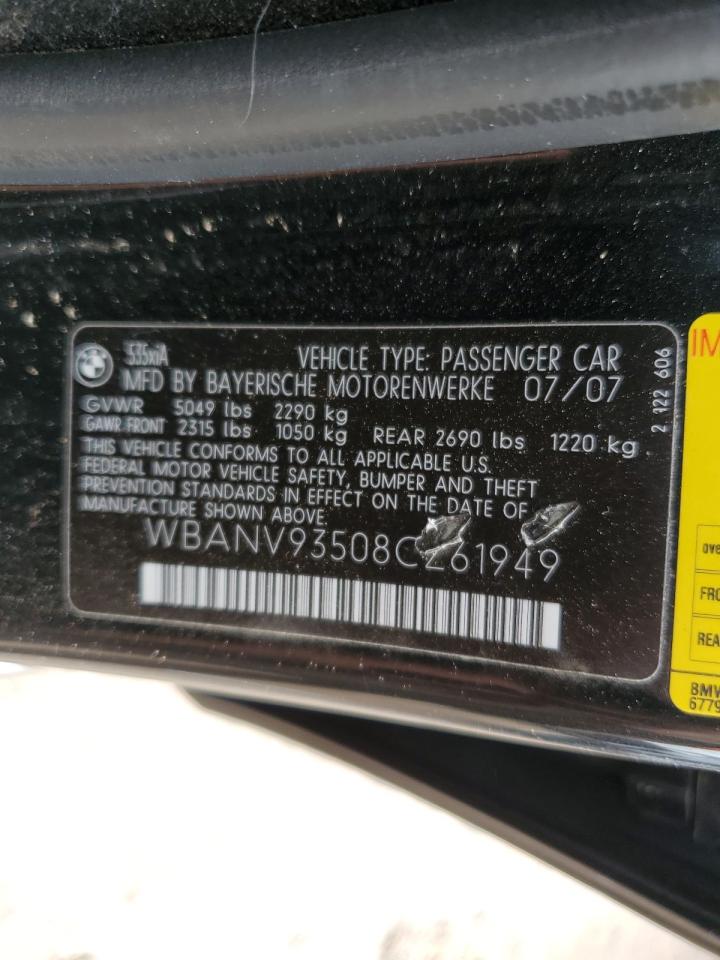 535xiA VEHICLE TYPE: PASSENGER CAR
MFD BY BAYERISCHE MOTORENWERKE 07/07
GVWR 5049 lbs 2290 kg
GAWR FRONT 2315 lbs 1050 kg REAR 2690 lbs 1220 kg
THIS VEHICLE CONFORMS TO ALL APPLICABLE U.S.
FEDERAL MOTOR VEHICLE SAFETY, BUMPER AND THEFT
PREVENTION STANDARDS IN EFFECT ON THE DATE OF
MANUFACTURE SHOWN ABOVE.
WBANV93508CZ61949
2 122 606
IM
ove
FRO
REA
BMW
6779